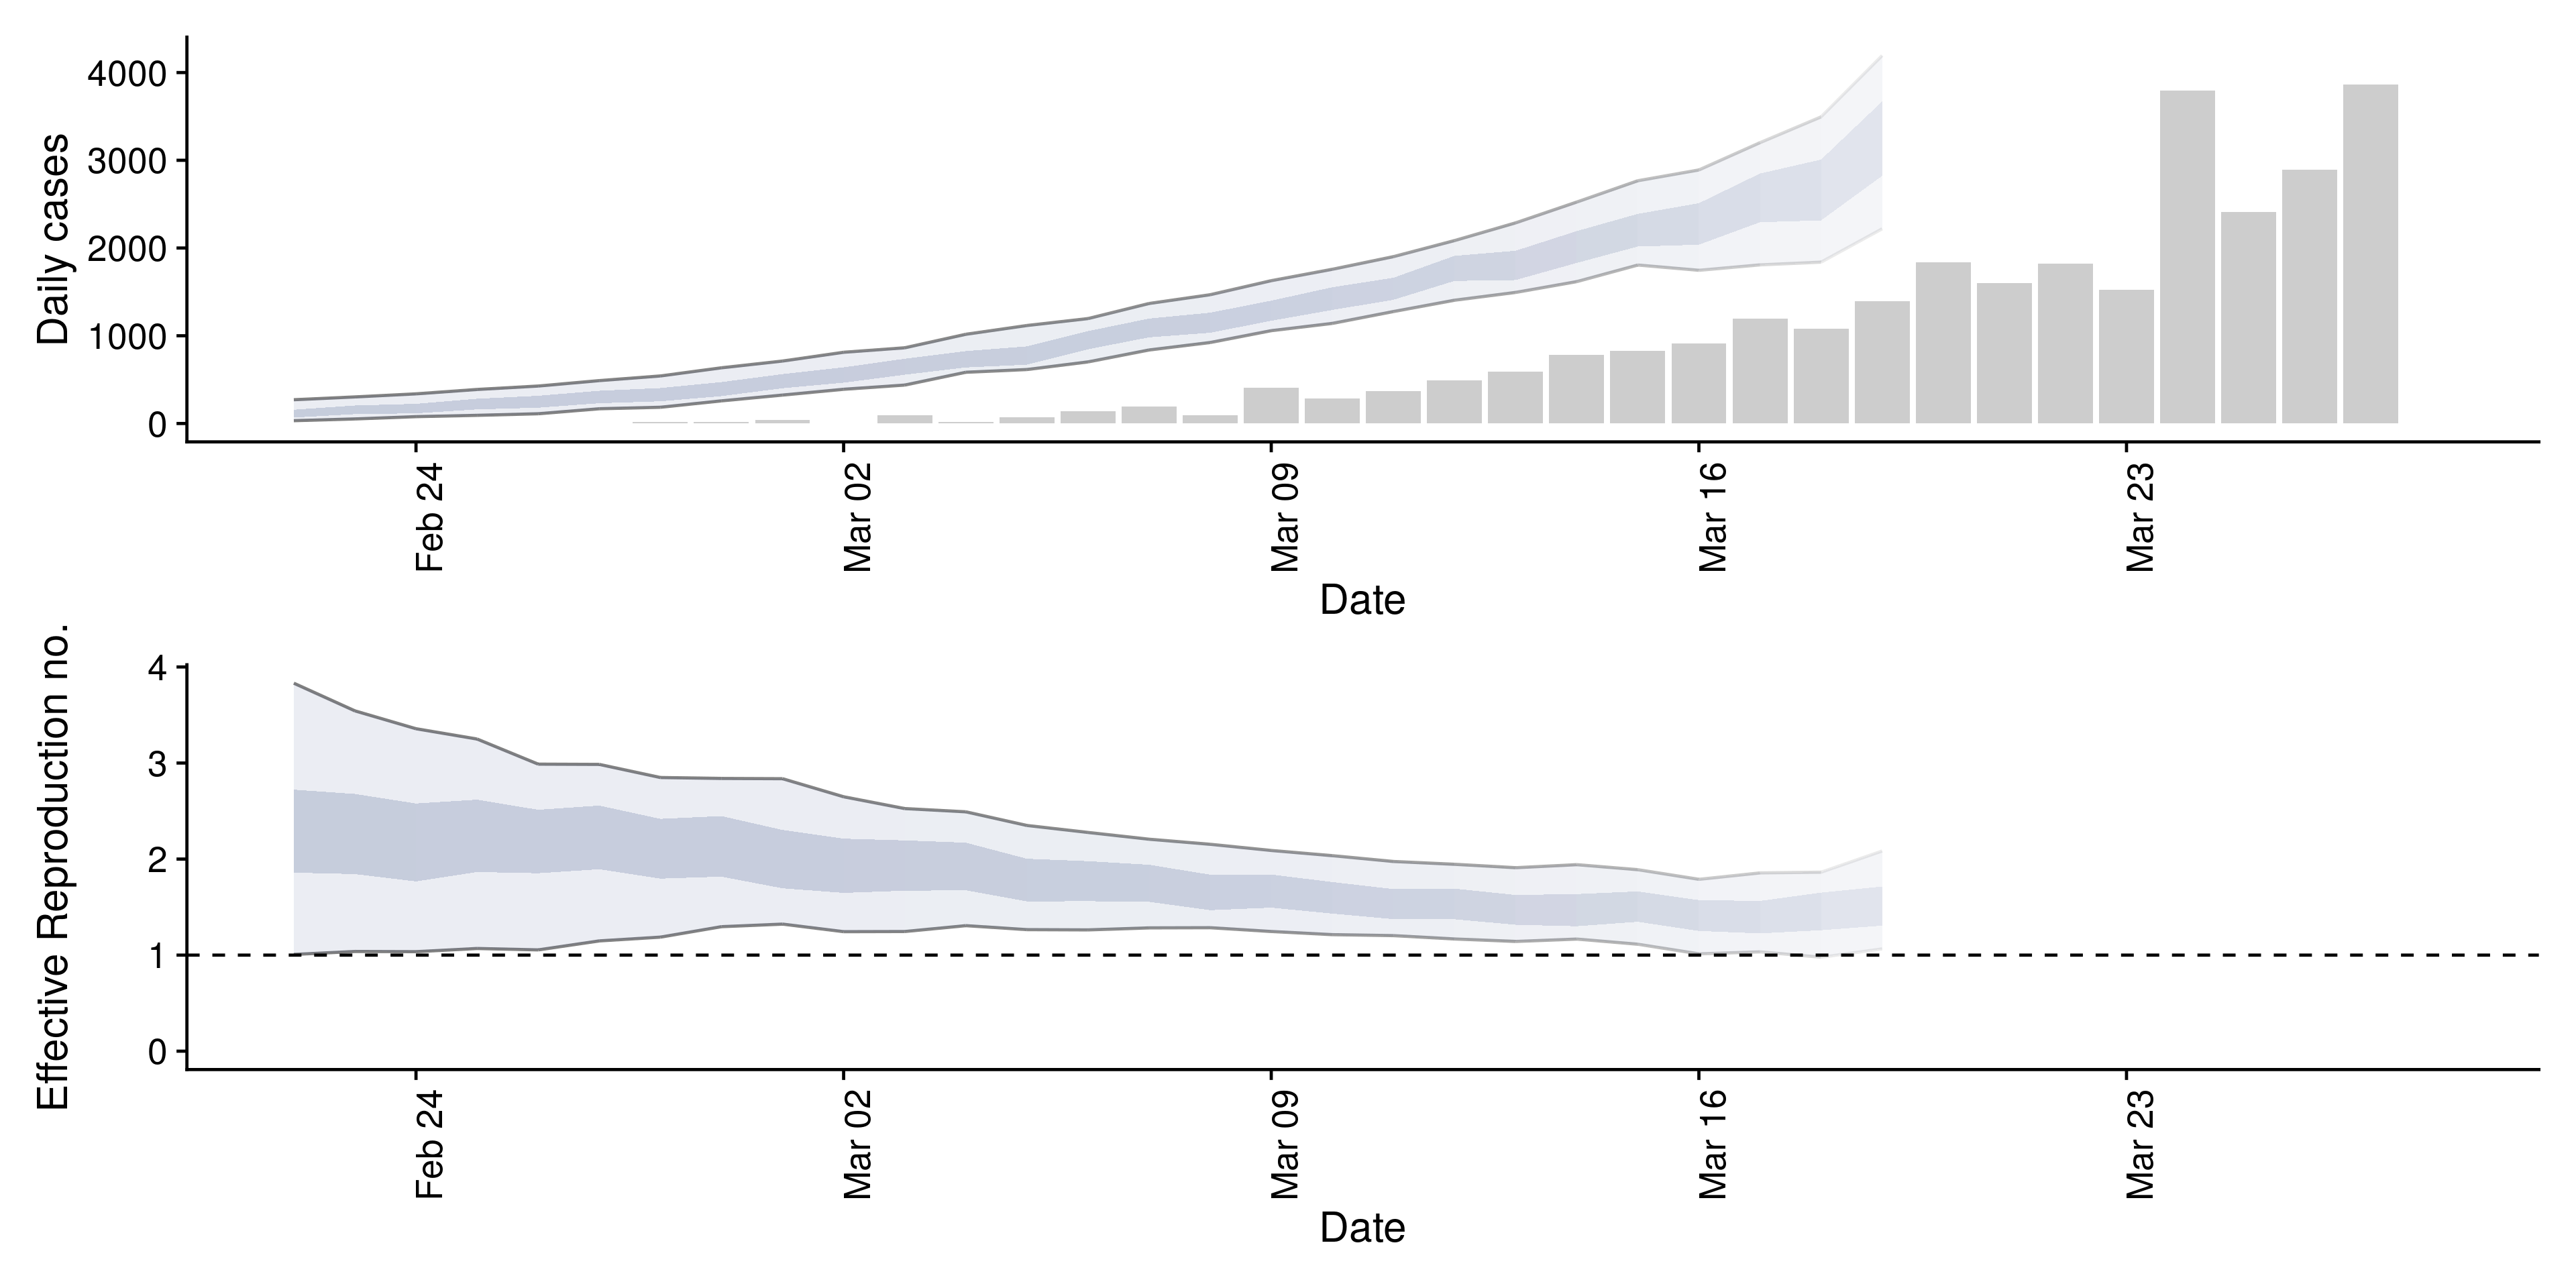 Daily cases
4000
3000
2000
1000
0
Feb 24
Mar 02
Mar 09
Mar 16
Mar 23
Date
Effective Reproduction no.
4
3
2
1
0
Feb 24
Mar 02
Mar 09
Mar 16
Mar 23
Date